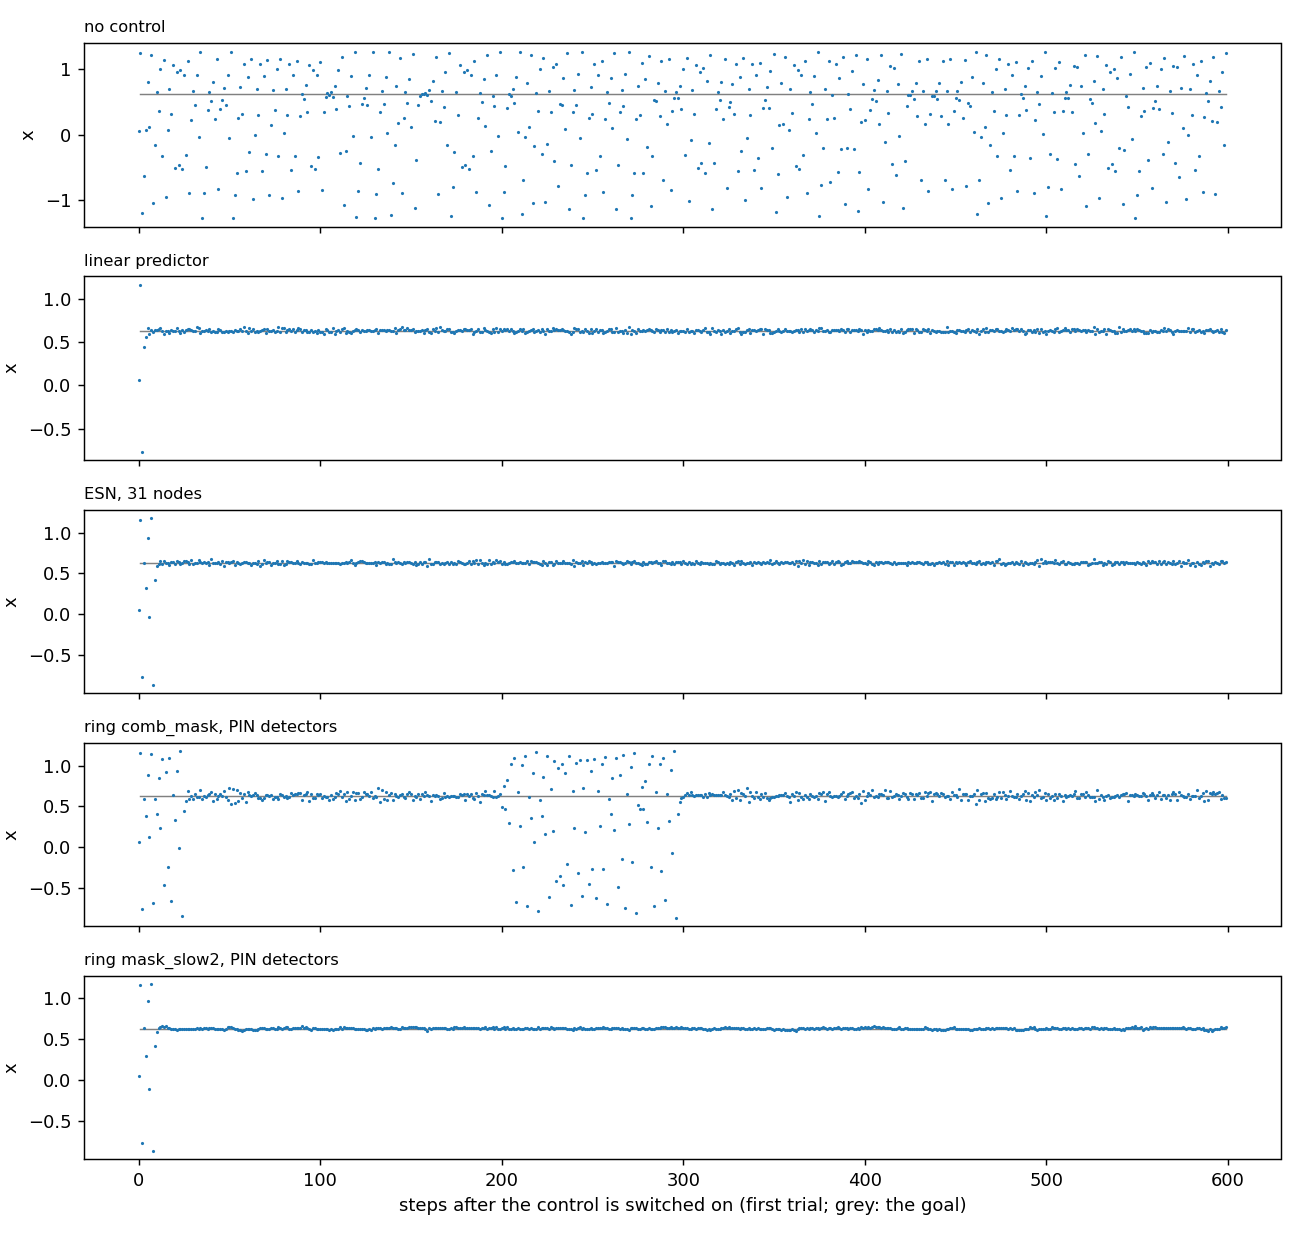 no control
1
0
−1
x
linear predictor
1.0
0.5
0.0
−0.5
x
ESN, 31 nodes
1.0
0.5
0.0
−0.5
x
ring comb_mask, PIN detectors
1.0
0.5
0.0
−0.5
x
ring mask_slow2, PIN detectors
1.0
0.5
0.0
−0.5
x
0 100 200 300 400 500 600
steps after the control is switched on (first trial; grey: the goal)